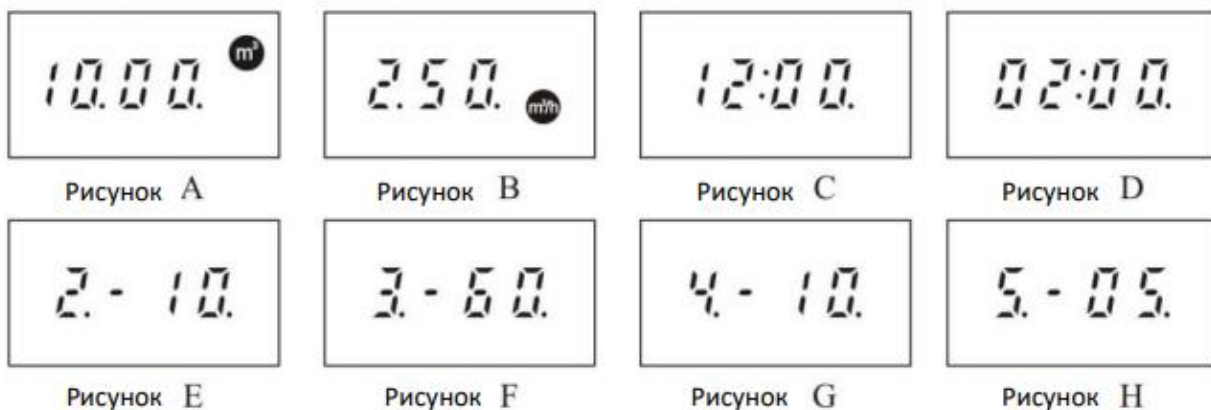 10.00. m³
2.50. m³/h
12:00.
02:00.
Рисунок A
Рисунок B
Рисунок C
Рисунок D
2.- 10.
3.- 60.
4.- 10.
5.- 05.
Рисунок E
Рисунок F
Рисунок G
Рисунок H